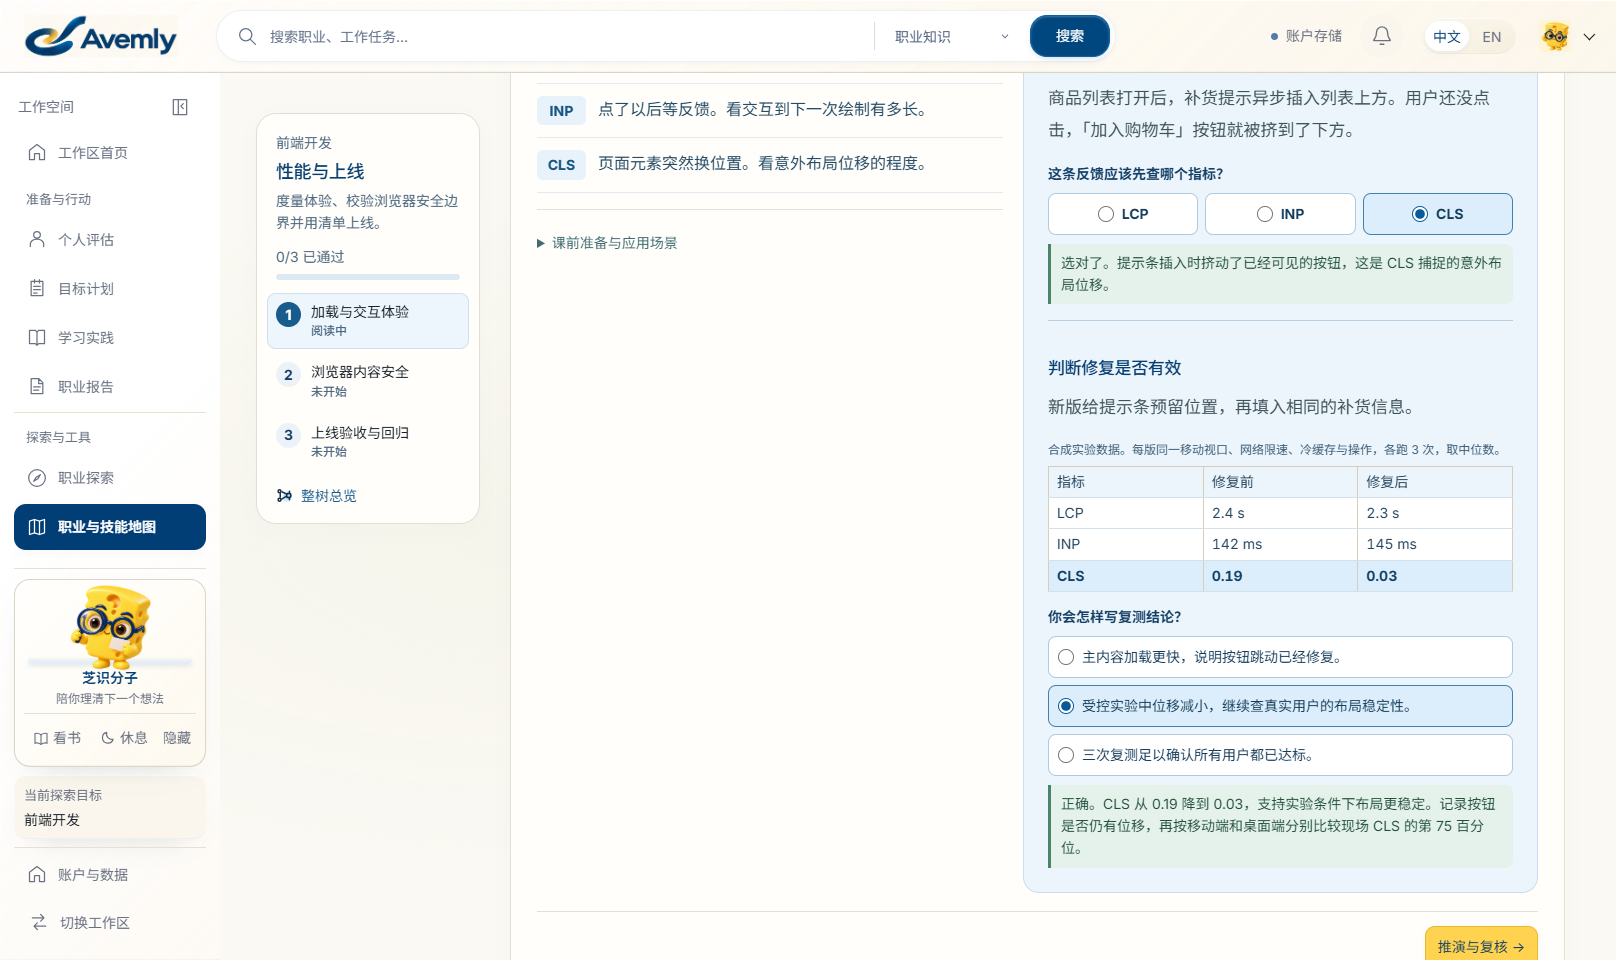 Avemly
搜索职业、工作任务...
职业知识
搜索
账户存储
中文
EN
工作空间
工作区首页
准备与行动
个人评估
目标计划
学习实践
职业报告
探索与工具
职业探索
职业与技能地图
芝识分子
陪你理清下一个想法
看书
休息
隐藏
当前探索目标
前端开发
账户与数据
切换工作区
前端开发
性能与上线
度量体验、校验浏览器安全边
界并用清单上线。
0/3 已通过
1
加载与交互体验
阅读中
2
浏览器内容安全
未开始
3
上线验收与回归
未开始
整树总览
INP 点了以后等反馈。看交互到下一次绘制有多长。
CLS 页面元素突然换位置。看意外布局位移的程度。
课前准备与应用场景
商品列表打开后，补货提示异步插入列表上方。用户还没点
击，「加入购物车」按钮就被挤到了下方。
这条反馈应该先查哪个指标？
LCP
INP
CLS
选对了。提示条插入时挤动了已经可见的按钮，这是 CLS 捕捉的意外布
局位移。
判断修复是否有效
新版给提示条预留位置，再填入相同的补货信息。
合成实验数据。每版同一移动视口、网络限速、冷缓存与操作，各跑 3 次，取中位数。
指标 修复前 修复后
LCP 2.4 s 2.3 s
INP 142 ms 145 ms
CLS 0.19 0.03
你会怎样写复测结论？
主内容加载更快，说明按钮跳动已经修复。
受控实验中位移减小，继续查真实用户的布局稳定性。
三次复测足以确认所有用户都已达标。
正确。CLS 从 0.19 降到 0.03，支持实验条件下布局更稳定。记录按钮
是否仍有位移，再按移动端和桌面端分别比较现场 CLS 的第 75 百分
位。
推演与复核 →